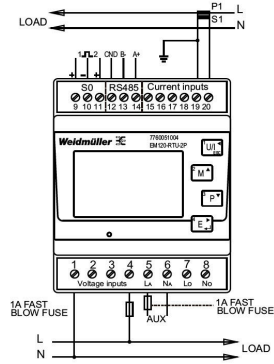 P1 L
LOAD S1
N
1 2 CND B- A+
+ - +
S0 RS485 Current inputs
9 10 11 12 13 14 15 16 17 18 19 20
Weidmüller 7760051004
EM120-RTU-2P
U/I
ESC
M
P
E
1 2 3 4 5 6 7 8
Voltage inputs LA NA Lo No
1A FAST
BLOW FUSE
AUX
1A FAST
BLOW FUSE
L
LOAD
N